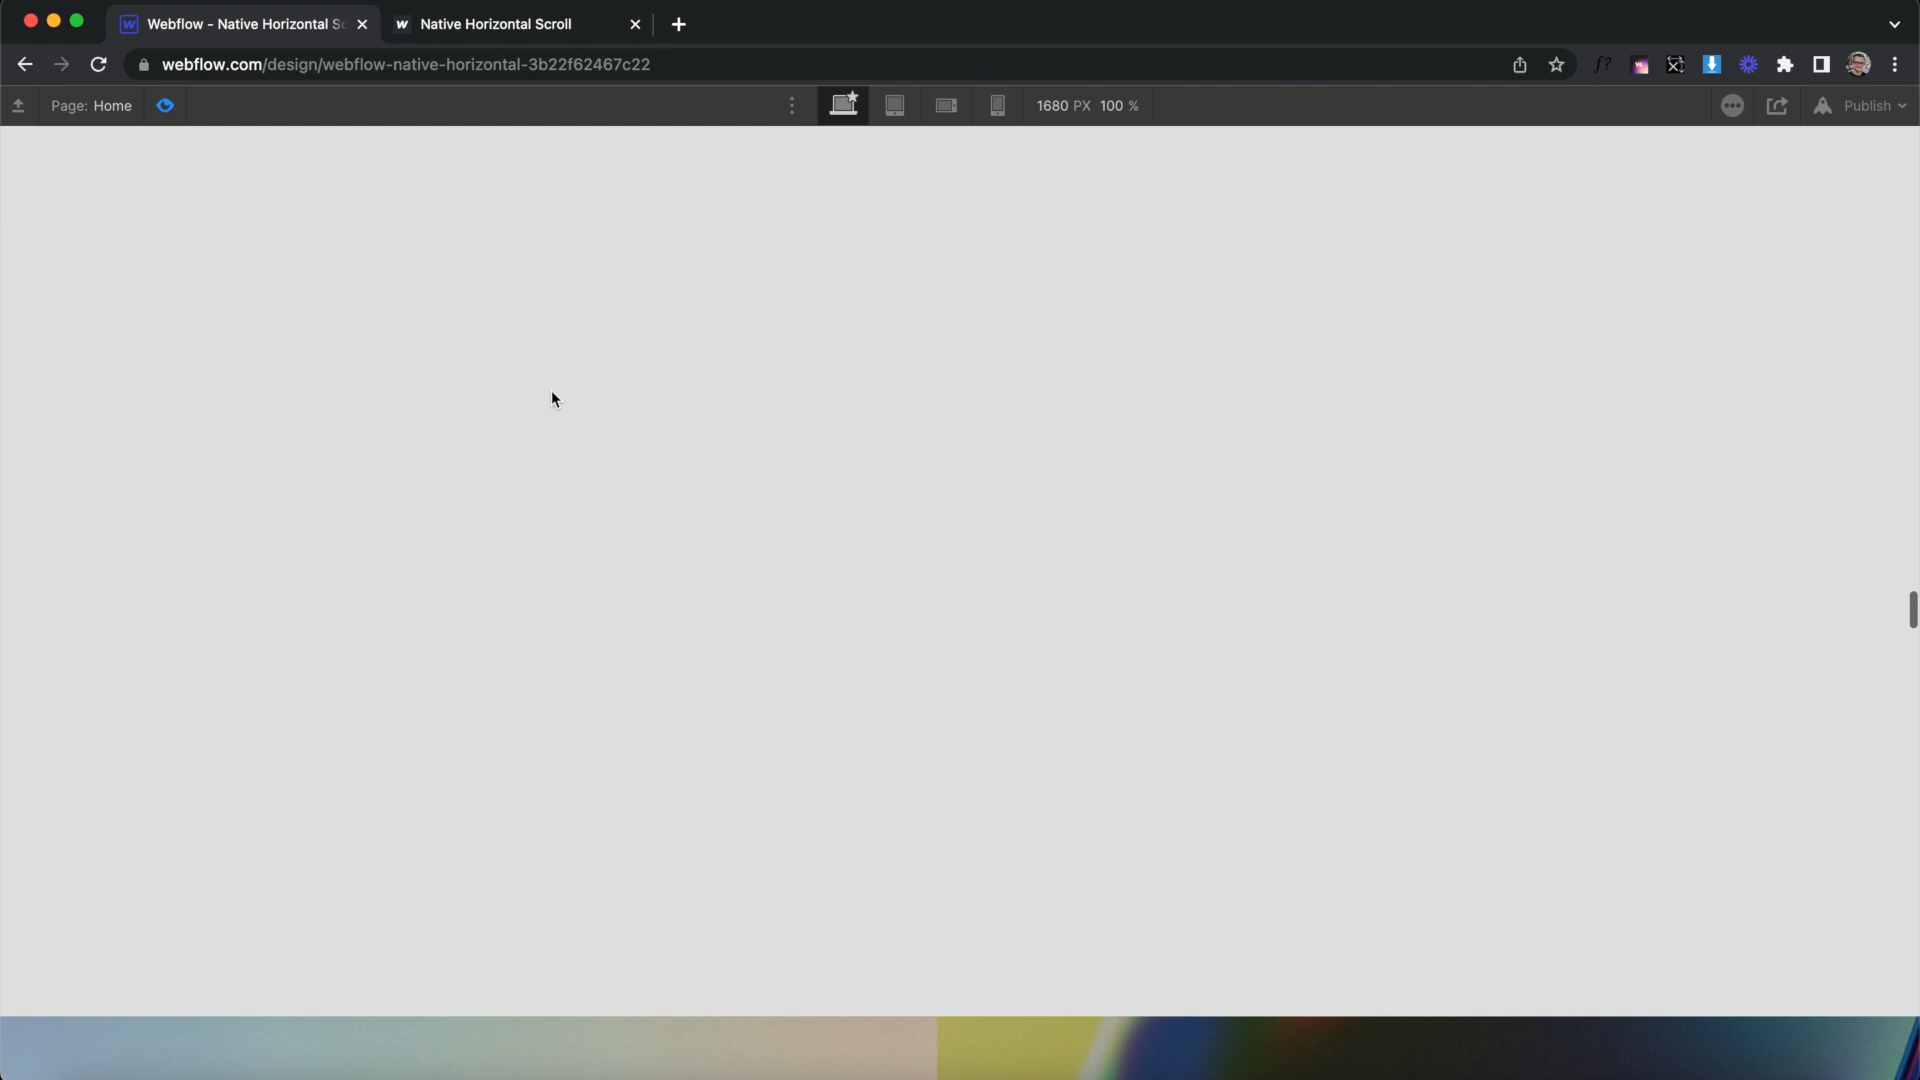 Webflow - Native Horizontal Sc
Native Horizontal Scroll
webflow.com/design/webflow-native-horizontal-3b22f62467c22
f?
Page: Home
1680 PX 100 %
Publish